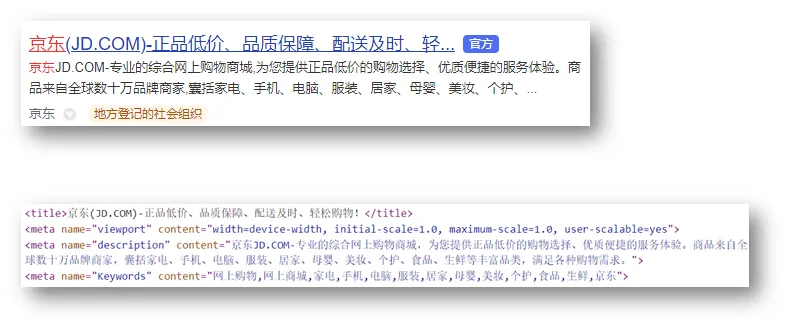 京东(JD.COM)-正品低价、品质保障、配送及时、轻... 官方
京东JD.COM-专业的综合网上购物商城,为您提供正品低价的购物选择、优质便捷的服务体验。商
品来自全球数十万品牌商家,囊括家电、手机、电脑、服装、居家、母婴、美妆、个护、...
京东 地方登记的社会组织
<title>京东(JD.COM)-正品低价、品质保障、配送及时、轻松购物！</title>
<meta name="viewport" content="width=device-width, initial-scale=1.0, maximum-scale=1.0, user-scalable=yes">
<meta name="description" content="京东JD.COM-专业的综合网上购物商城，为您提供正品低价的购物选择、优质便捷的服务体验。商品来自全
球数十万品牌商家，囊括家电、手机、电脑、服装、居家、母婴、美妆、个护、食品、生鲜等丰富品类，满足各种购物需求。">
<meta name="Keywords" content="网上购物,网上商城,家电,手机,电脑,服装,居家,母婴,美妆,个护,食品,生鲜,京东">